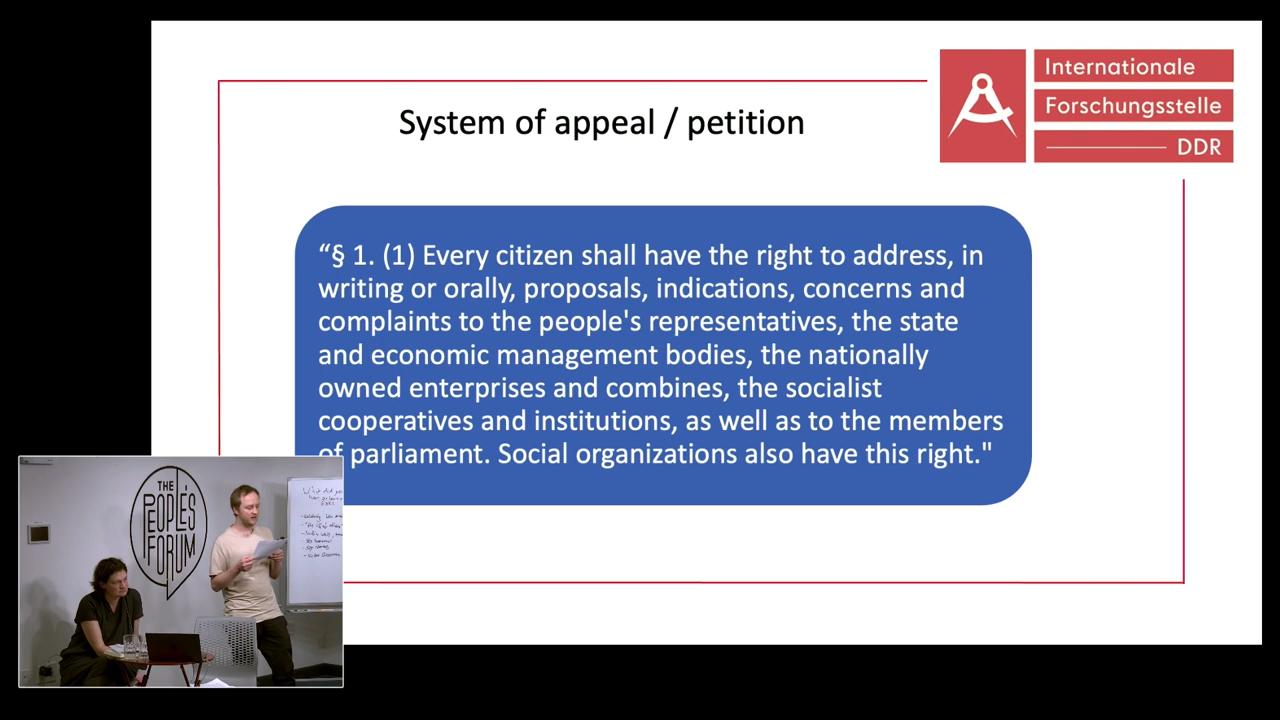 System of appeal / petition
Internationale
Forschungsstelle
DDR
“§ 1. (1) Every citizen shall have the right to address, in
writing or orally, proposals, indications, concerns and
complaints to the people's representatives, the state
and economic management bodies, the nationally
owned enterprises and combines, the socialist
cooperatives and institutions, as well as to the members
of parliament. Social organizations also have this right."
THE
PEOPLE'S
FORUM